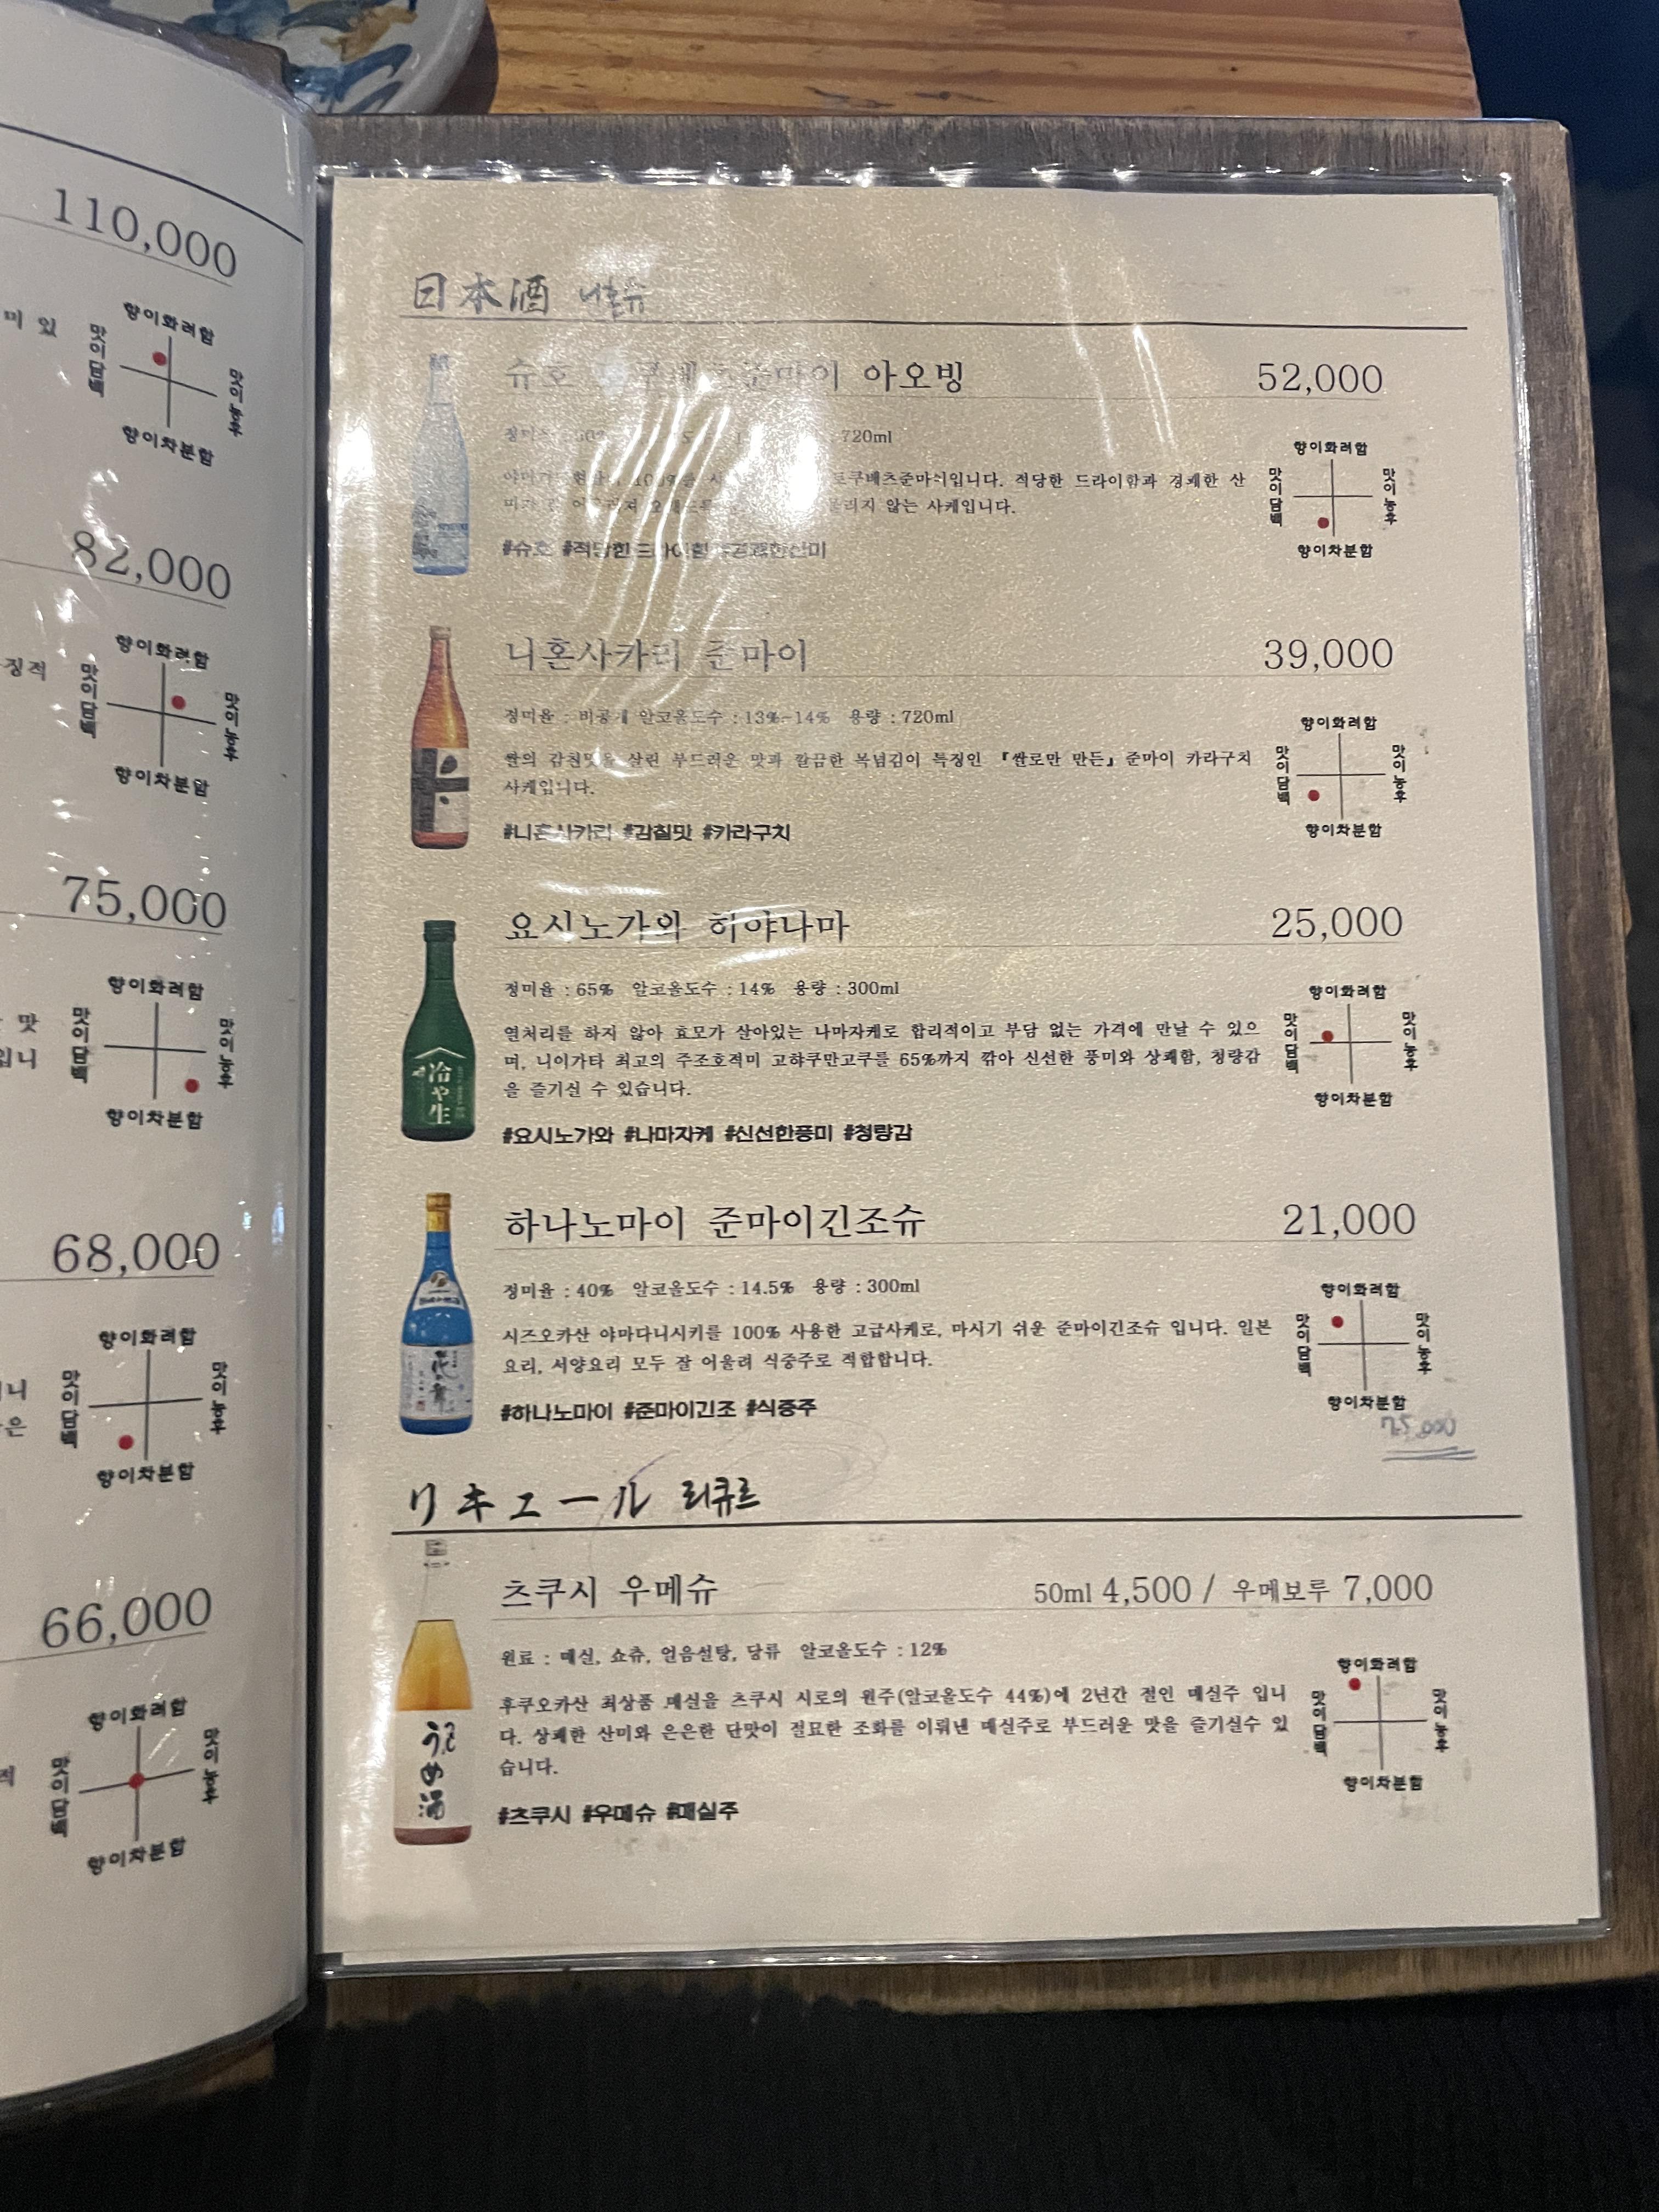 110,000
미 있
향이화려함
맛이담백
맛이농후
향이차분함
82,000
징적
향이화려함
맛이담백
맛이농후
향이차분함
75,000
맛
입니
향이화려함
맛이담백
맛이농후
향이차분함
68,000
니
은
향이화려함
맛이담백
맛이농후
향이차분함
66,000
적
향이화려함
맛이담백
맛이농후
향이차분함
日本酒 니혼슈
슈호 준마이 아오빙 52,000
720ml
토쿠베츠준마이입니다. 적당한 드라이함과 경쾌한 산
않는 사케입니다.
#슈호 #적당한드라이함 #경쾌한산미
향이화려함
맛이담백
맛이농후
향이차분함
니혼사카리 준마이 39,000
정미율 : 비공개 알코올도수 : 13%-14% 용량 : 720ml
쌀의 감칠맛을 살린 부드러운 맛과 깔끔한 목넘김이 특징인 『쌀로만 만든』 준마이 카라구치
사케입니다.
#니혼사카리 #감칠맛 #카라구치
향이화려함
맛이담백
맛이농후
향이차분함
요시노가와 히야나마 25,000
정미율 : 65% 알코올도수 : 14% 용량 : 300ml
열처리를 하지 않아 효모가 살아있는 나마자케로 합리적이고 부담 없는 가격에 만날 수 있으
며, 니이가타 최고의 주조호적미 고햐쿠만고쿠를 65%까지 깎아 신선한 풍미와 상쾌함, 청량감
을 즐기실 수 있습니다.
#요시노가와 #나마자케 #신선한풍미 #청량감
冷や生
향이화려함
맛이담백
맛이농후
향이차분함
하나노마이 준마이긴조슈 21,000
정미율 : 40% 알코올도수 : 14.5% 용량 : 300ml
시즈오카산 야마다니시키를 100% 사용한 고급사케로, 마시기 쉬운 준마이긴조슈 입니다. 일본
요리, 서양요리 모두 잘 어울려 식중주로 적합합니다.
#하나노마이 #준마이긴조 #식중주
花の舞
향이화려함
맛이담백
맛이농후
향이차분함
リキュール 리큐르
츠쿠시 우메슈 50ml 4,500 / 우메보루 7,000
원료 : 매실, 쇼츄, 얼음설탕, 당류 알코올도수 : 12%
후쿠오카산 최상품 매실을 츠쿠시 시로의 원주(알코올도수 44%)에 2년간 절인 매실주 입니
다. 상쾌한 산미와 은은한 단맛이 절묘한 조화를 이뤄낸 매실주로 부드러운 맛을 즐기실수 있
습니다.
#츠쿠시 #우메슈 #매실주
うめ酒
향이화려함
맛이담백
맛이농후
향이차분함